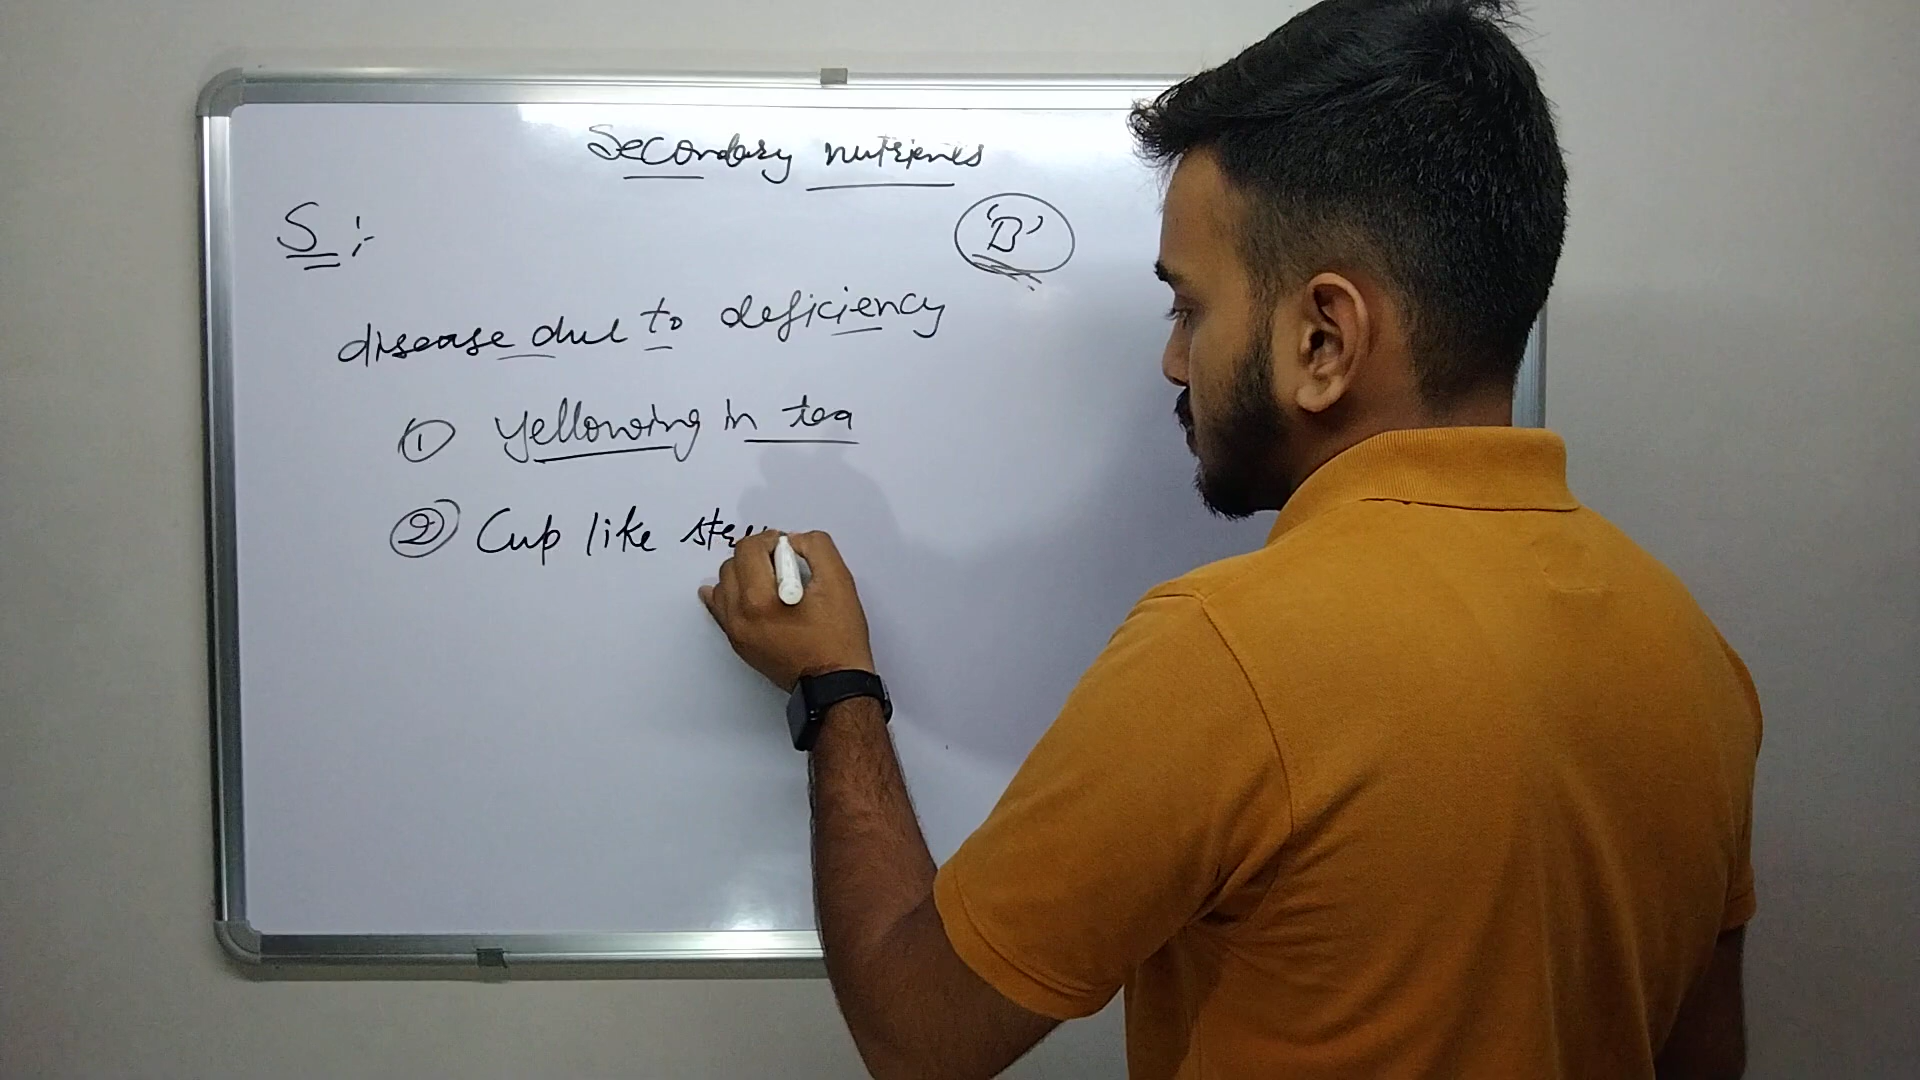 Secondary nutrients
S :-
'B'
disease due to deficiency
① yellowing in tea
② Cup like